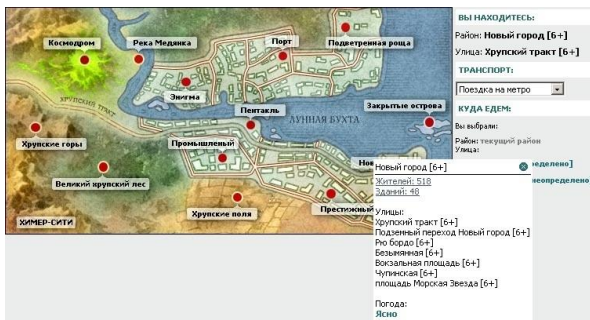 Космодром
Река Медянка
Порт
Подветренная роща
Энигма
Пентакль
Закрытые острова
ЛУННАЯ БУХТА
ХРУПСКИЙ ТРАКТ
Хрупские горы
Промышленый
Нов
Великий хрупский лес
Хрупские поля
Престижный
ХИМЕР-СИТИ
ВЫ НАХОДИТЕСЬ:
Район: Новый город [6+]
Улица: Хрупский тракт [6+]
ТРАНСПОРТ:
Поездка на метро
КУДА ЕДЕМ:
Вы выбрали:
Район: текущий район
Улица:
еделено]
неопределено
Новый город [6+]
Жителей: 518
Зданий: 48
Улицы:
Хрупский тракт [6+]
Подземный переход Новый город [6+]
Рю бордо [6+]
Безымянная [6+]
Вокзальная площадь [6+]
Чупинская [6+]
площадь Морская Звезда [6+]
Погода:
Ясно